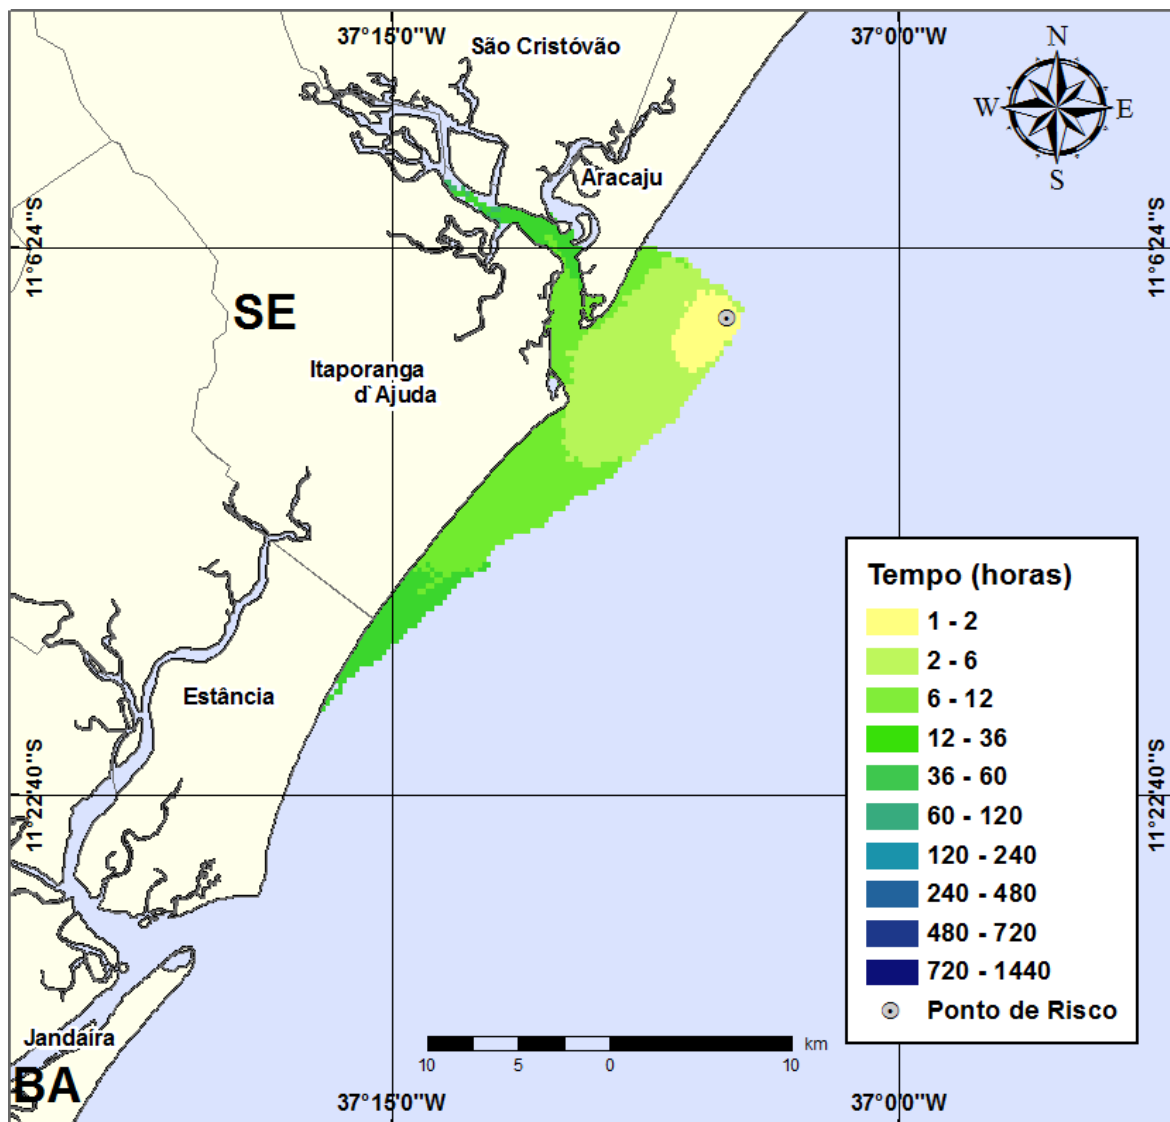 37°15'0"W
37°0'0"W
São Cristóvão
N
W
E
S
Aracaju
11°6'24"S
11°6'24"S
SE
Itaporanga
d`Ajuda
Tempo (horas)
1 - 2
2 - 6
6 - 12
12 - 36
36 - 60
60 - 120
120 - 240
240 - 480
480 - 720
720 - 1440
Ponto de Risco
Estância
11°22'40"S
11°22'40"S
Jandaíra
BA
km
10
5
0
10
37°15'0"W
37°0'0"W